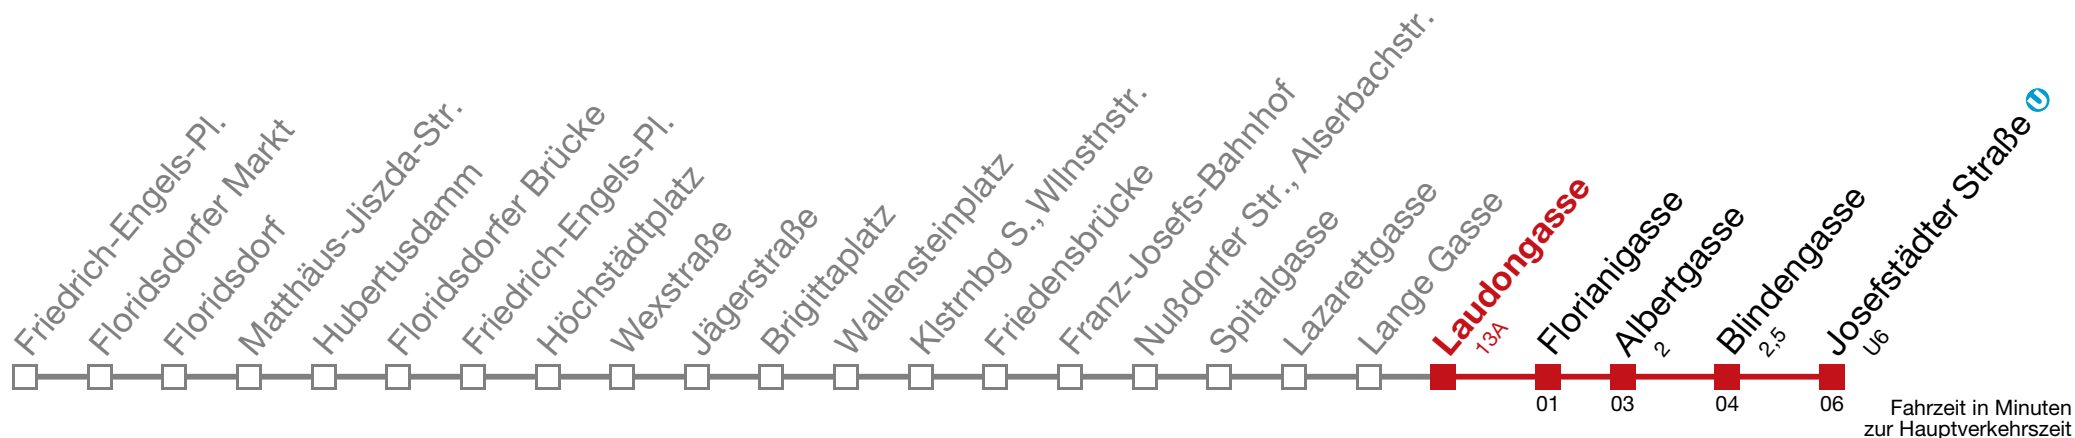 Friedrich-Engels-Pl.
Floridsdorfer Markt
Floridsdorf
Matthäus-Jiszda-Str.
Hubertusdamm
Floridsdorfer Brücke
Friedrich-Engels-Pl.
Höchstädtplatz
Wexstraße
Jägerstraße
Brigittaplatz
Wallensteinplatz
Klstrnbg S., Wllnstnstr.
Friedensbrücke
Franz-Josefs-Bahnhof
Nußdorfer Str., Alserbachstr.
Spitalgasse
Lazarettgasse
Lange Gasse
Laudongasse
13A
Florianigasse
Albertgasse
2
Blindengasse
2,5
Josefstädter Straße U
U6
01 03 04 06
Fahrzeit in Minuten
zur Hauptverkehrszeit